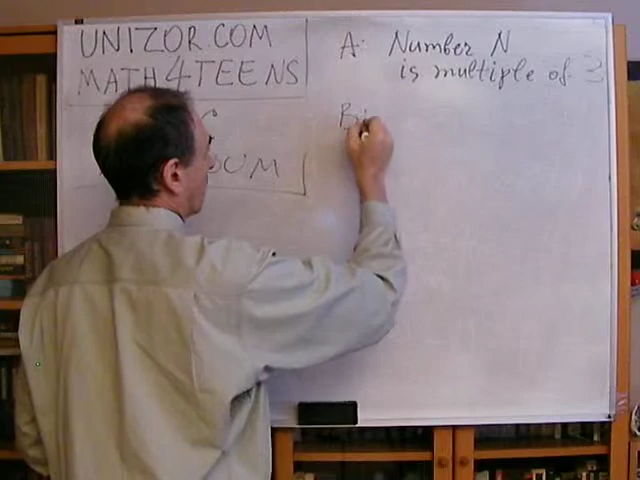 UNIZOR.COM
MATH4TEENS
A: Number N
is multiple of 3
B: